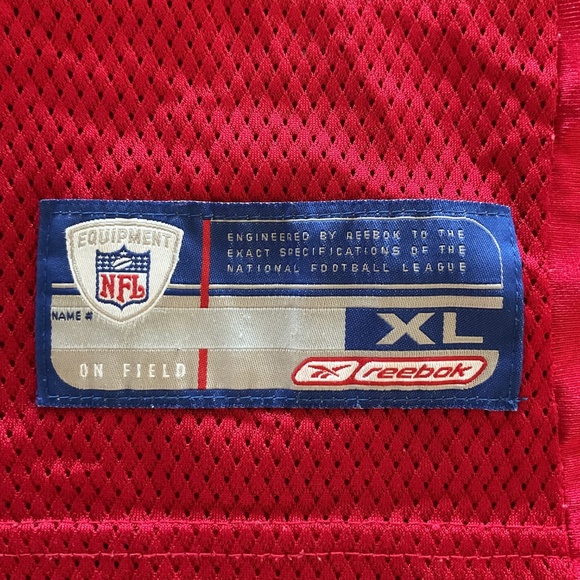 EQUIPMENT
NFL
ENGINEERED BY REEBOK TO THE
EXACT SPECIFICATIONS OF THE
NATIONAL FOOTBALL LEAGUE
NAME #
XL
ON FIELD
Reebok